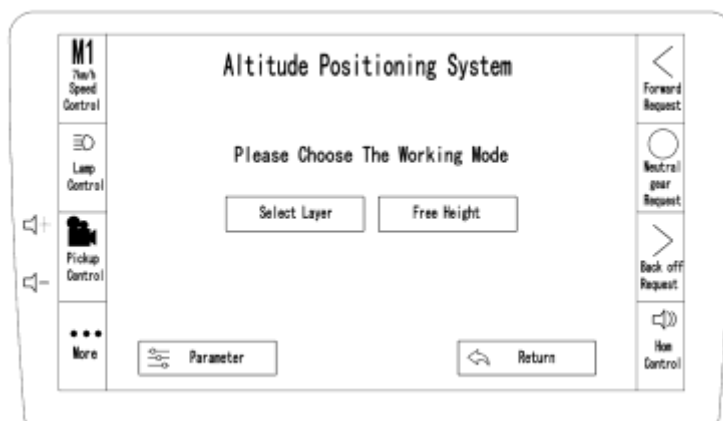 M1
7km/h
Speed
Control
Lamp
Control
Pickup
Control
More
Altitude Positioning System
Please Choose The Working Mode
Select Layer
Free Height
Parameter
Return
Forward
Request
Neutral
gear
Request
Back off
Request
Hom
Control